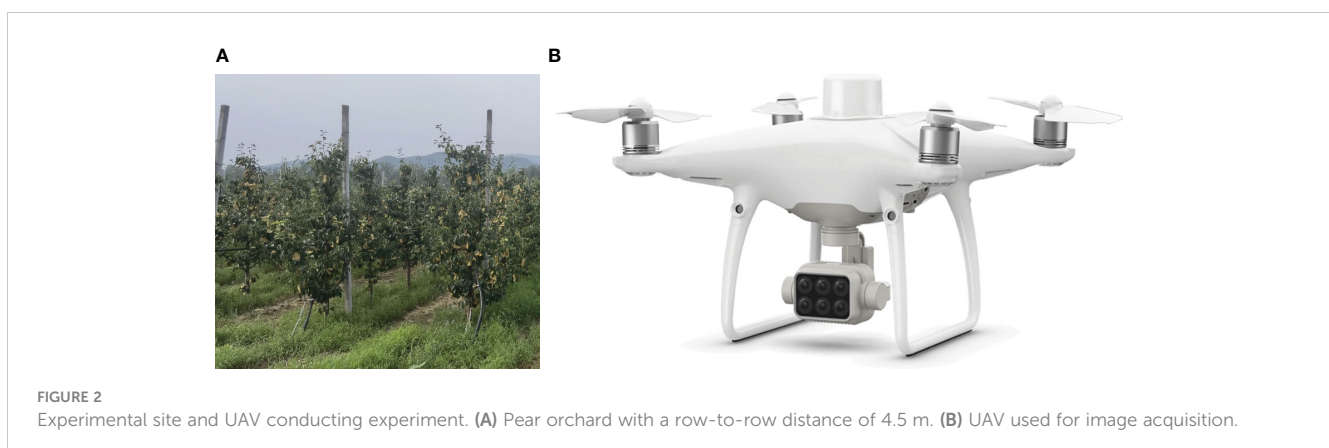 A
B
FIGURE 2
Experimental site and UAV conducting experiment. (A) Pear orchard with a row-to-row distance of 4.5 m. (B) UAV used for image acquisition.